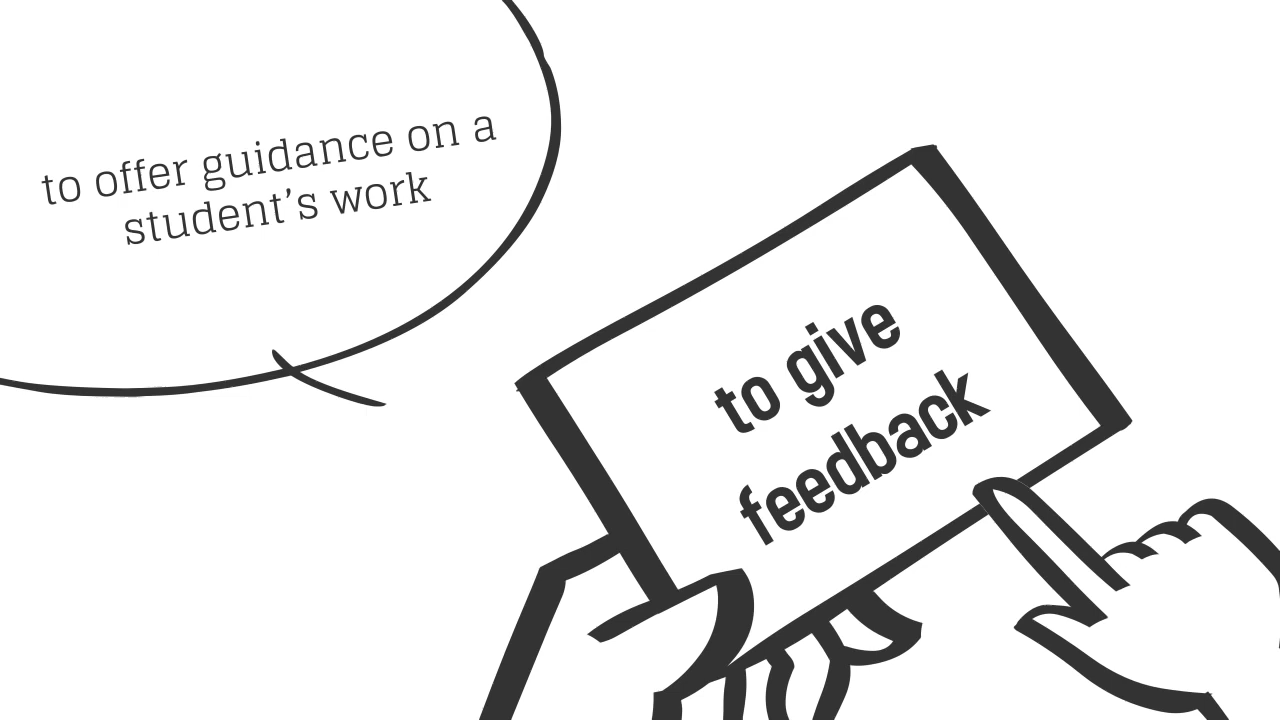 to offer guidance on a
student’s work
to give
feedback